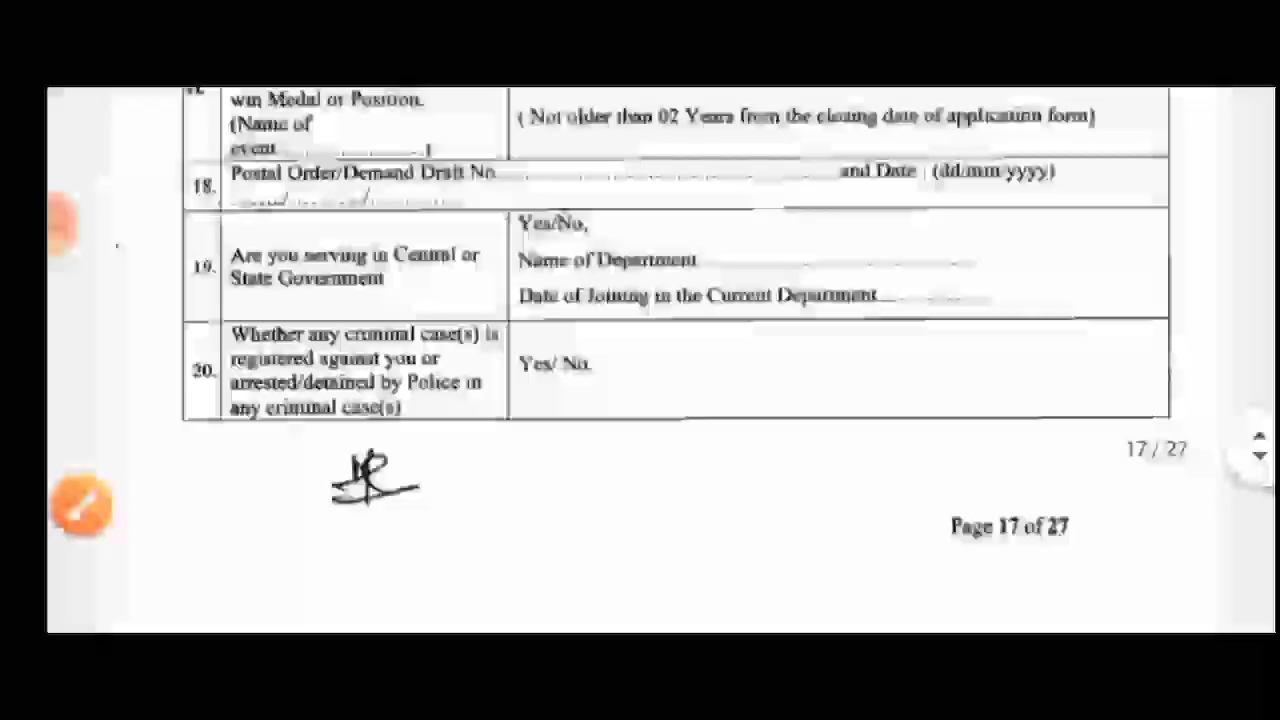 win Medal or Position.
(Name of
event ....................)
( Not older than 02 Years from the closing date of application form)
18.
Postal Order/Demand Draft No ........................................ and Date (dd/mm/yyyy)
....../........../..............
19.
Are you serving in Central or
State Government
Yes/No,
Name of Department ................................
Date of Joining in the Current Department.............
20.
Whether any criminal case(s) is
registered against you or
arrested/detained by Police in
any criminal case(s)
Yes/ No.
17 / 27
Page 17 of 27